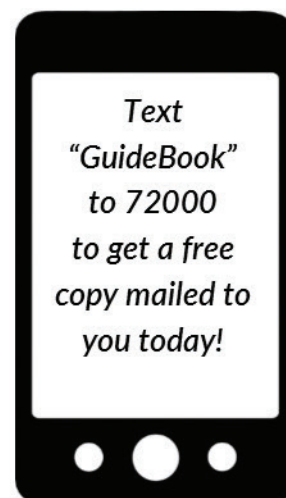 Text
“GuideBook”
to 72000
to get a free
copy mailed to
you today!